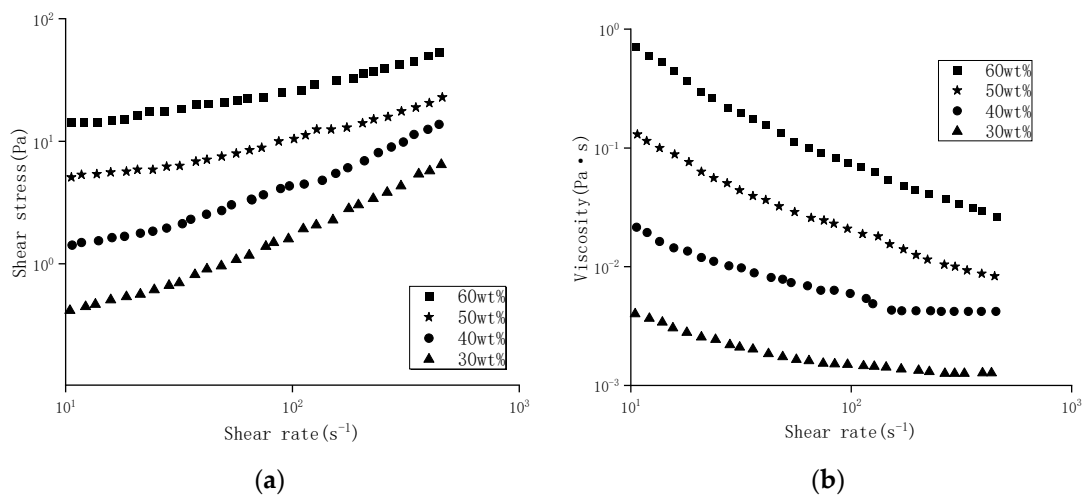 10²
10¹
10⁰
Shear stress(Pa)
60wt%
50wt%
40wt%
30wt%
10¹
10²
10³
Shear rate(s⁻¹)
(a)
10⁰
10⁻¹
10⁻²
10⁻³
Viscosity(Pa·s)
60wt%
50wt%
40wt%
30wt%
10¹
10²
10³
Shear rate(s⁻¹)
(b)